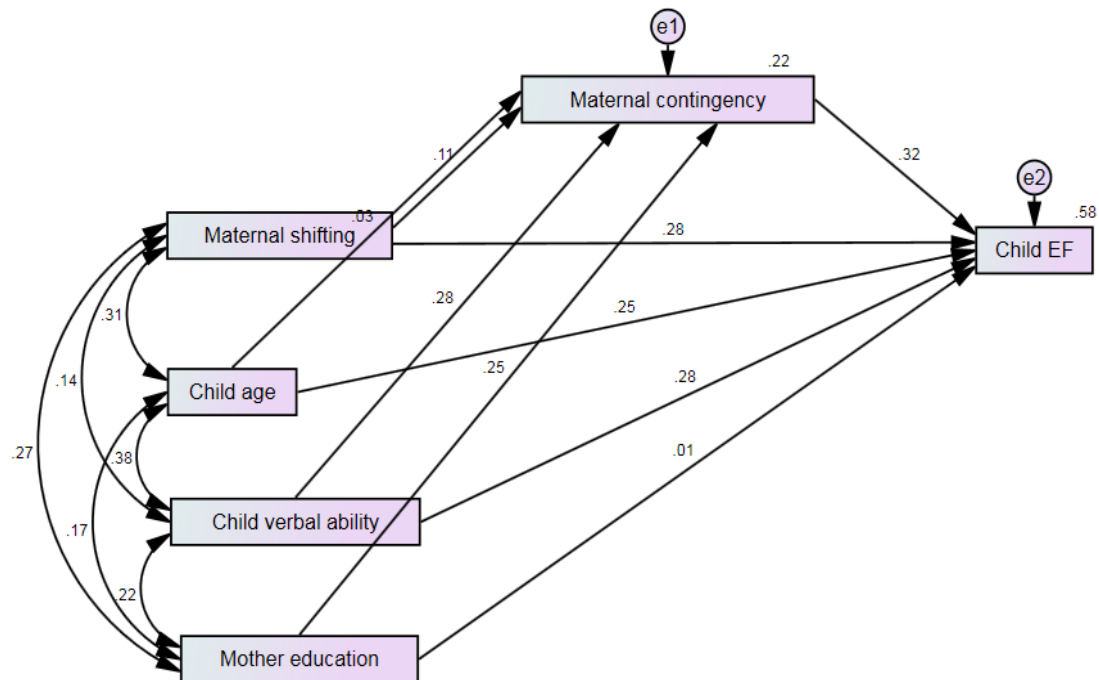 e1
.22
Maternal contingency
.11
.32
e2
.58
.03
Maternal shifting
.28
Child EF
.31
.28
.25
.14
.25
Child age
.28
.27
.38
.01
.17
Child verbal ability
.22
Mother education